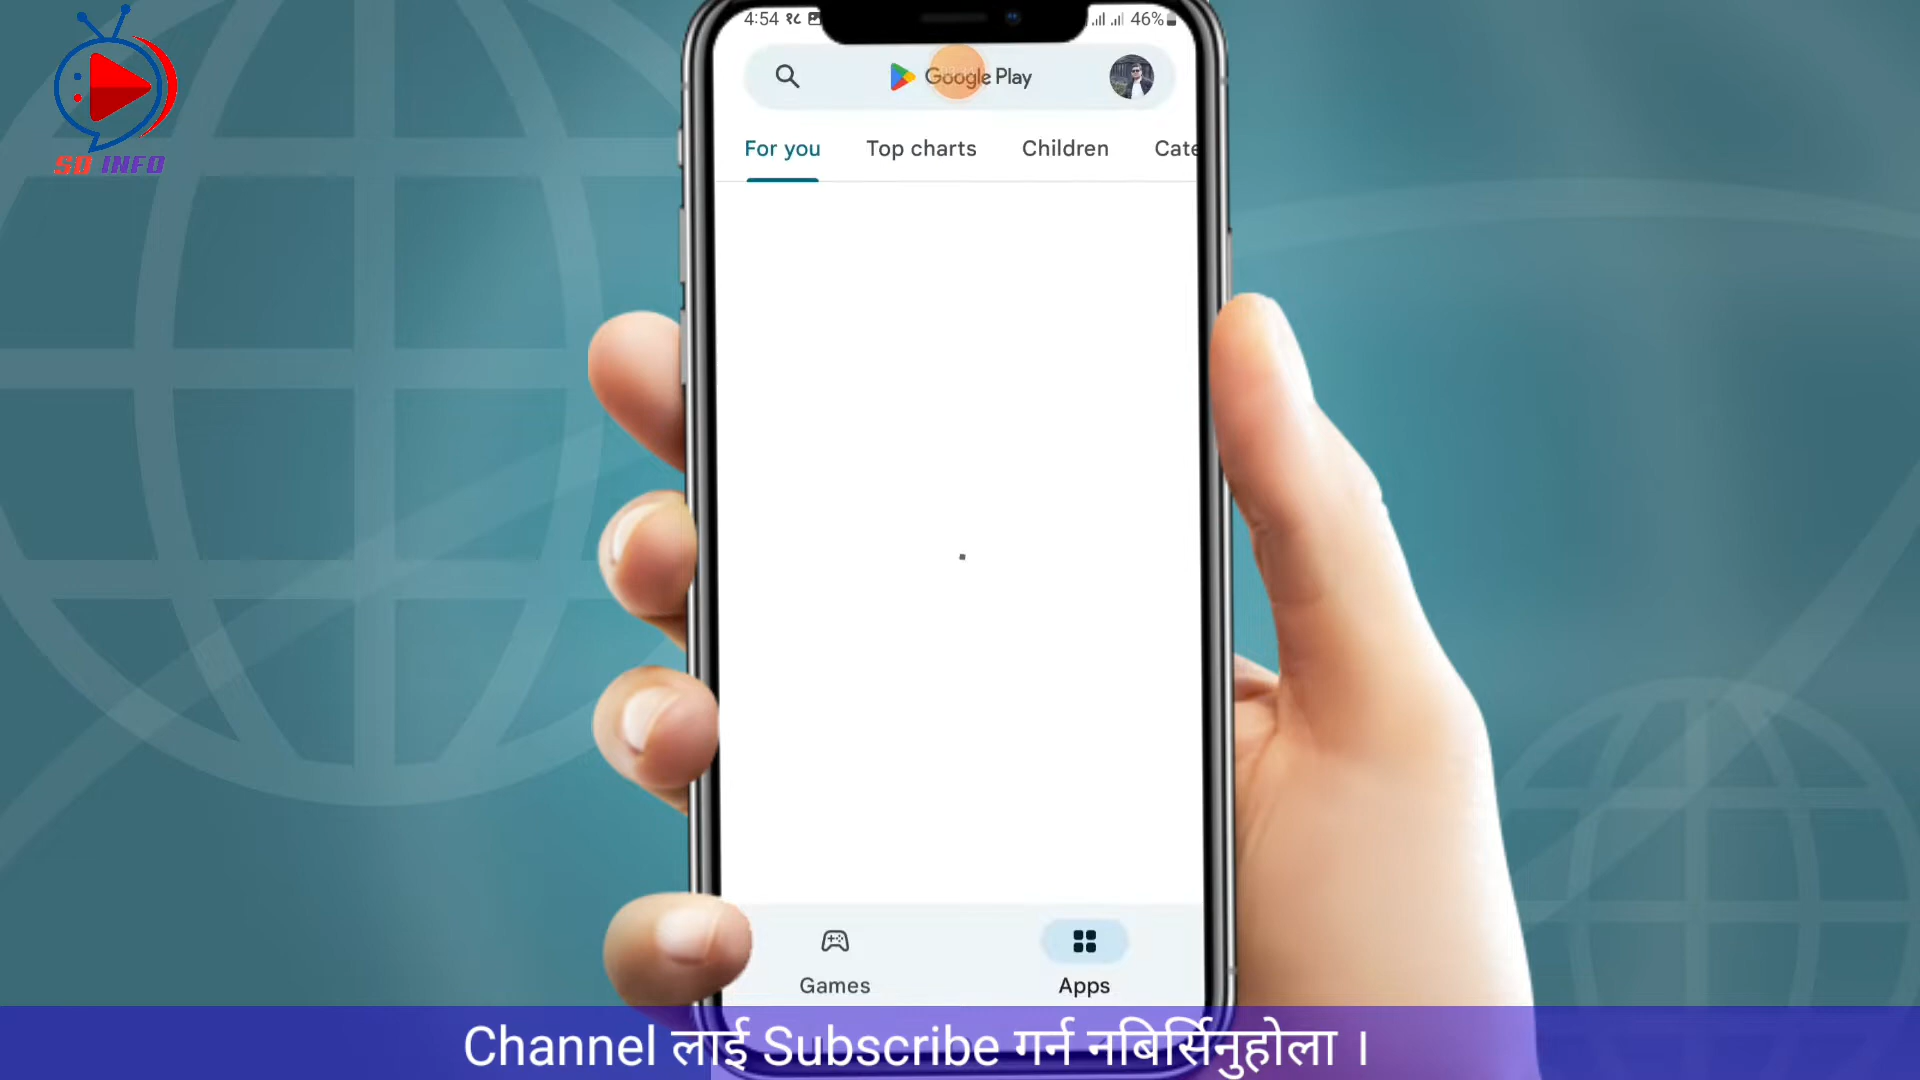 4:54 १८ 46%
Google Play
For you Top charts Children Cate
SD INFO
Games Apps
Channel लाई Subscribe गर्न नबिर्सिनुहोला ।